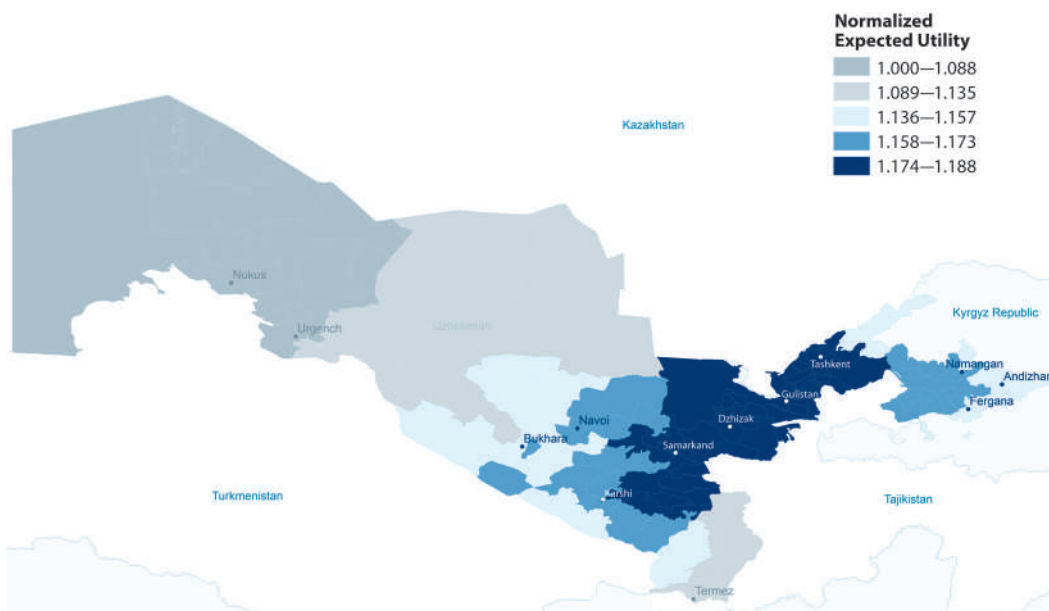 Normalized
Expected Utility
1.000—1.088
1.089—1.135
1.136—1.157
1.158—1.173
1.174—1.188
Kazakhstan
Nukus
Kyrgyz Republic
Urgench
Uzbekistan
Tashkent
Namangan
Andizhan
Gulistan
Fergana
Navoi
Dzhizak
Bukhara
Samarkand
Turkmenistan
Karshi
Tajikistan
Termez